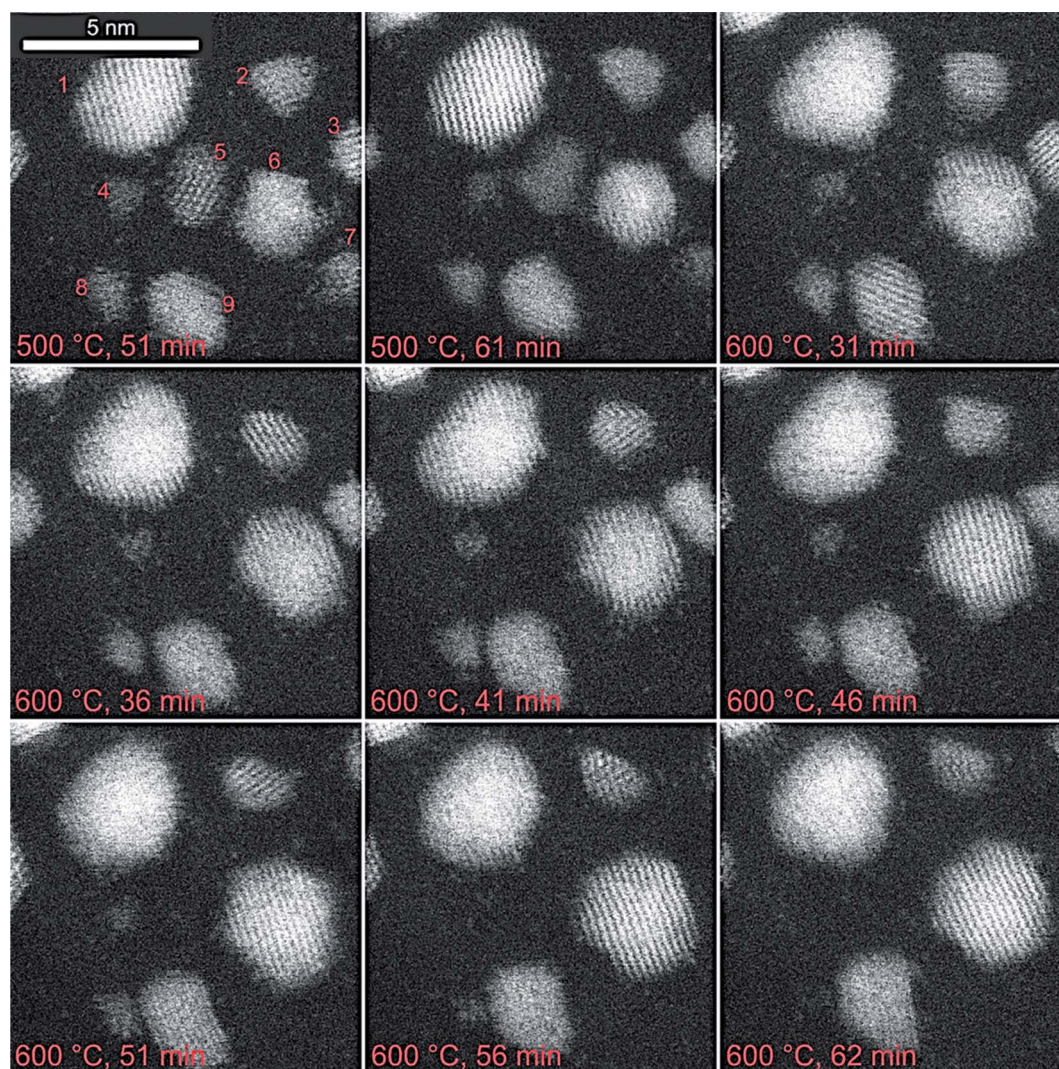 5 nm
1
2
3
5
6
4
7
8
9
500 °C, 51 min
500 °C, 61 min
600 °C, 31 min
600 °C, 36 min
600 °C, 41 min
600 °C, 46 min
600 °C, 51 min
600 °C, 56 min
600 °C, 62 min